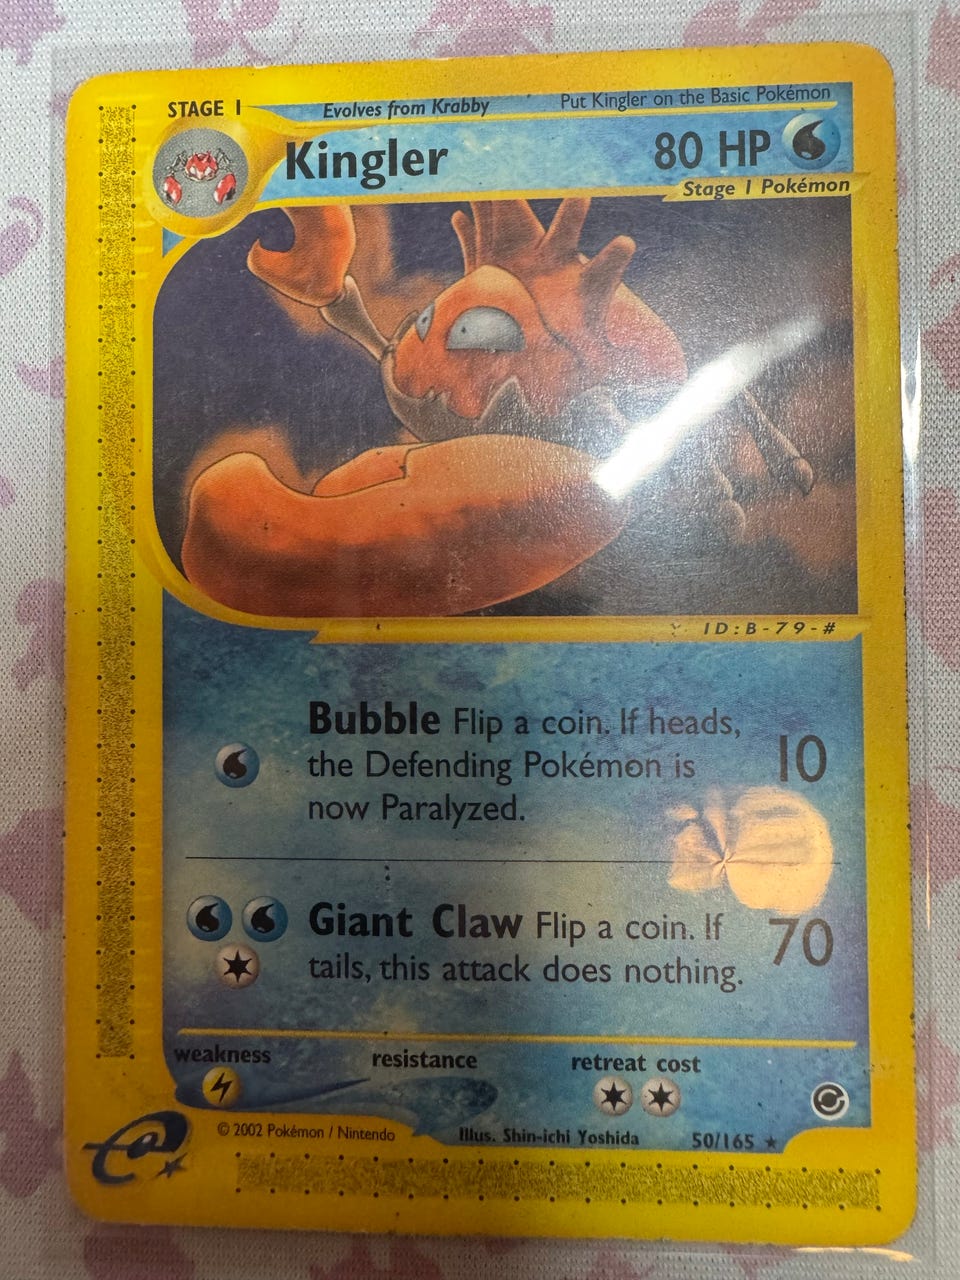 STAGE 1 Evolves from Krabby Put Kingler on the Basic Pokémon
Kingler 80 HP
Stage 1 Pokémon
ID:B-79-#
Bubble Flip a coin. If heads,
the Defending Pokémon is
now Paralyzed.
10
Giant Claw Flip a coin. If
tails, this attack does nothing.
70
weakness resistance retreat cost
© 2002 Pokémon / Nintendo Illus. Shin-ichi Yoshida 50/165 ★
e